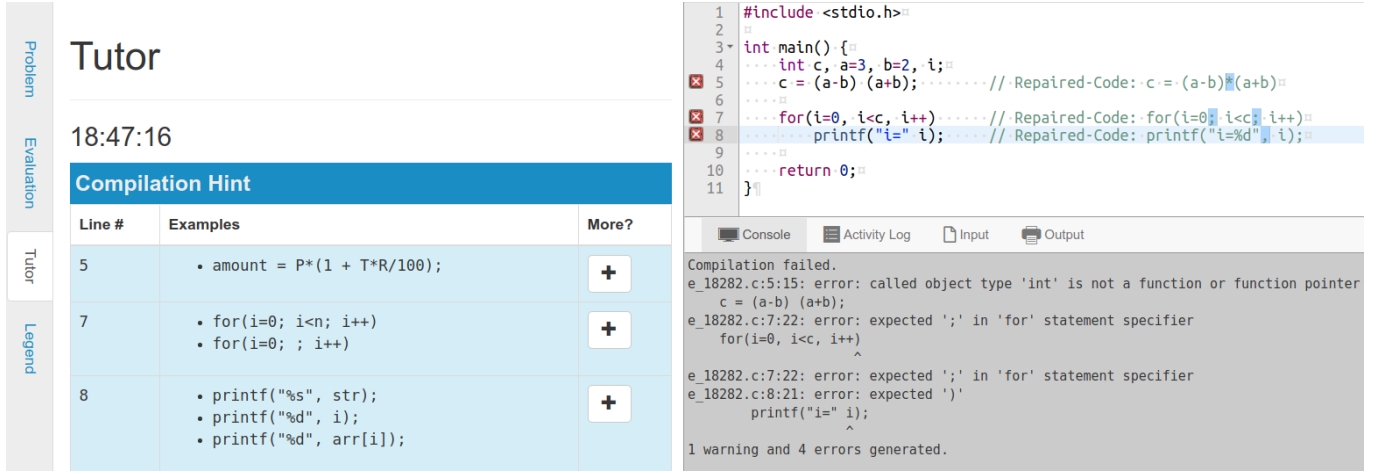 Problem
Evaluation
Tutor
Legend
Tutor
18:47:16
Compilation Hint
Line # Examples More?
5 • amount = P*(1 + T*R/100); +
7 • for(i=0; i<n; i++) +
• for(i=0; ; i++)
8 • printf("%s", str); +
• printf("%d", i);
• printf("%d", arr[i]);
1 #include <stdio.h>
2
3 int main() {
4 int c, a=3, b=2, i;
5 c = (a-b) (a+b); // Repaired-Code: c = (a-b)*(a+b)
6
7 for(i=0, i<c, i++) // Repaired-Code: for(i=0; i<c; i++)
8 printf("i=" i); // Repaired-Code: printf("i=%d", i);
9
10 return 0;
11 }
Console Activity Log Input Output
Compilation failed.
e_18282.c:5:15: error: called object type 'int' is not a function or function pointer
c = (a-b) (a+b);
e_18282.c:7:22: error: expected ';' in 'for' statement specifier
for(i=0, i<c, i++)
^
e_18282.c:7:22: error: expected ';' in 'for' statement specifier
e_18282.c:8:21: error: expected ')'
printf("i=" i);
^
1 warning and 4 errors generated.